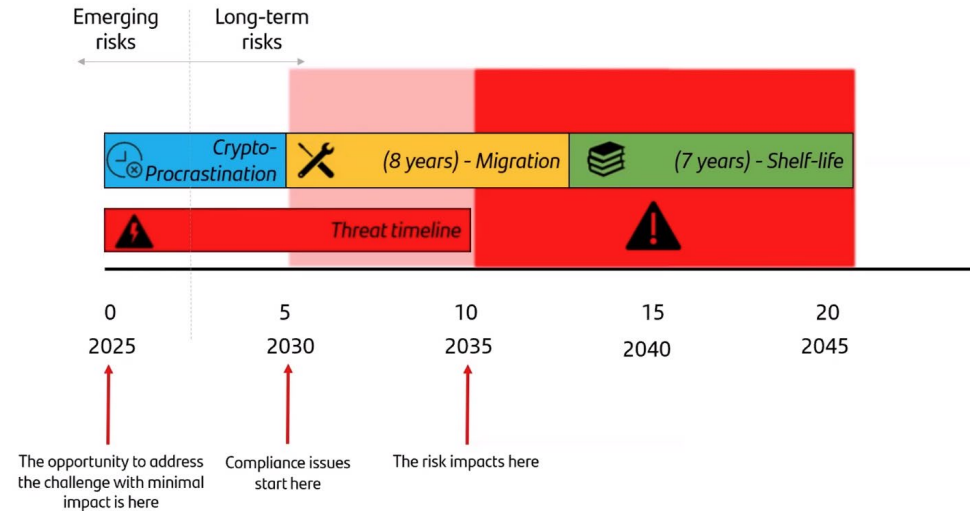 Emerging
risks
Long-term
risks
Crypto-
Procrastination
(8 years) - Migration
(7 years) - Shelf-life
Threat timeline
0
5
10
15
20
2025
2030
2035
2040
2045
The opportunity to address
the challenge with minimal
impact is here
Compliance issues
start here
The risk impacts here